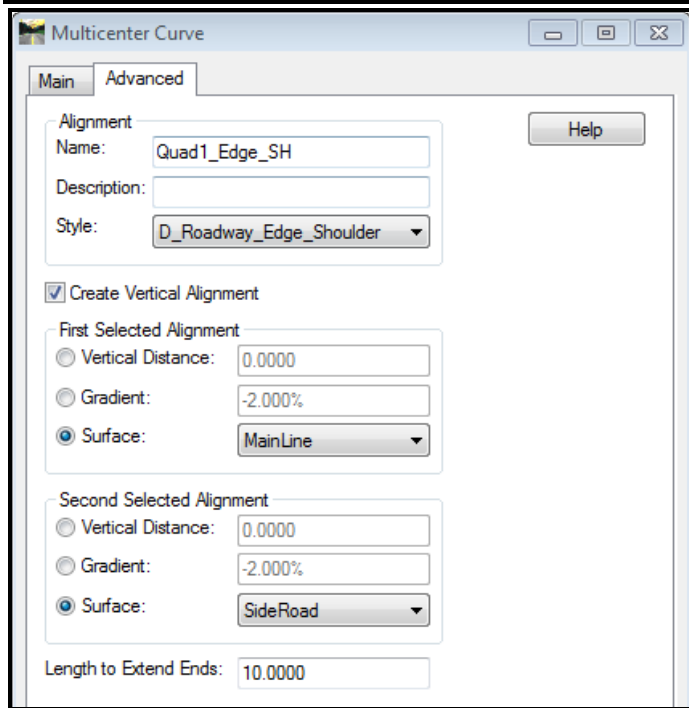 Multicenter Curve
Main Advanced
Alignment
Help
Name: Quad1_Edge_SH
Description:
Style: D_Roadway_Edge_Shoulder
Create Vertical Alignment
First Selected Alignment
Vertical Distance: 0.0000
Gradient: -2.000%
Surface: MainLine
Second Selected Alignment
Vertical Distance: 0.0000
Gradient: -2.000%
Surface: SideRoad
Length to Extend Ends: 10.0000